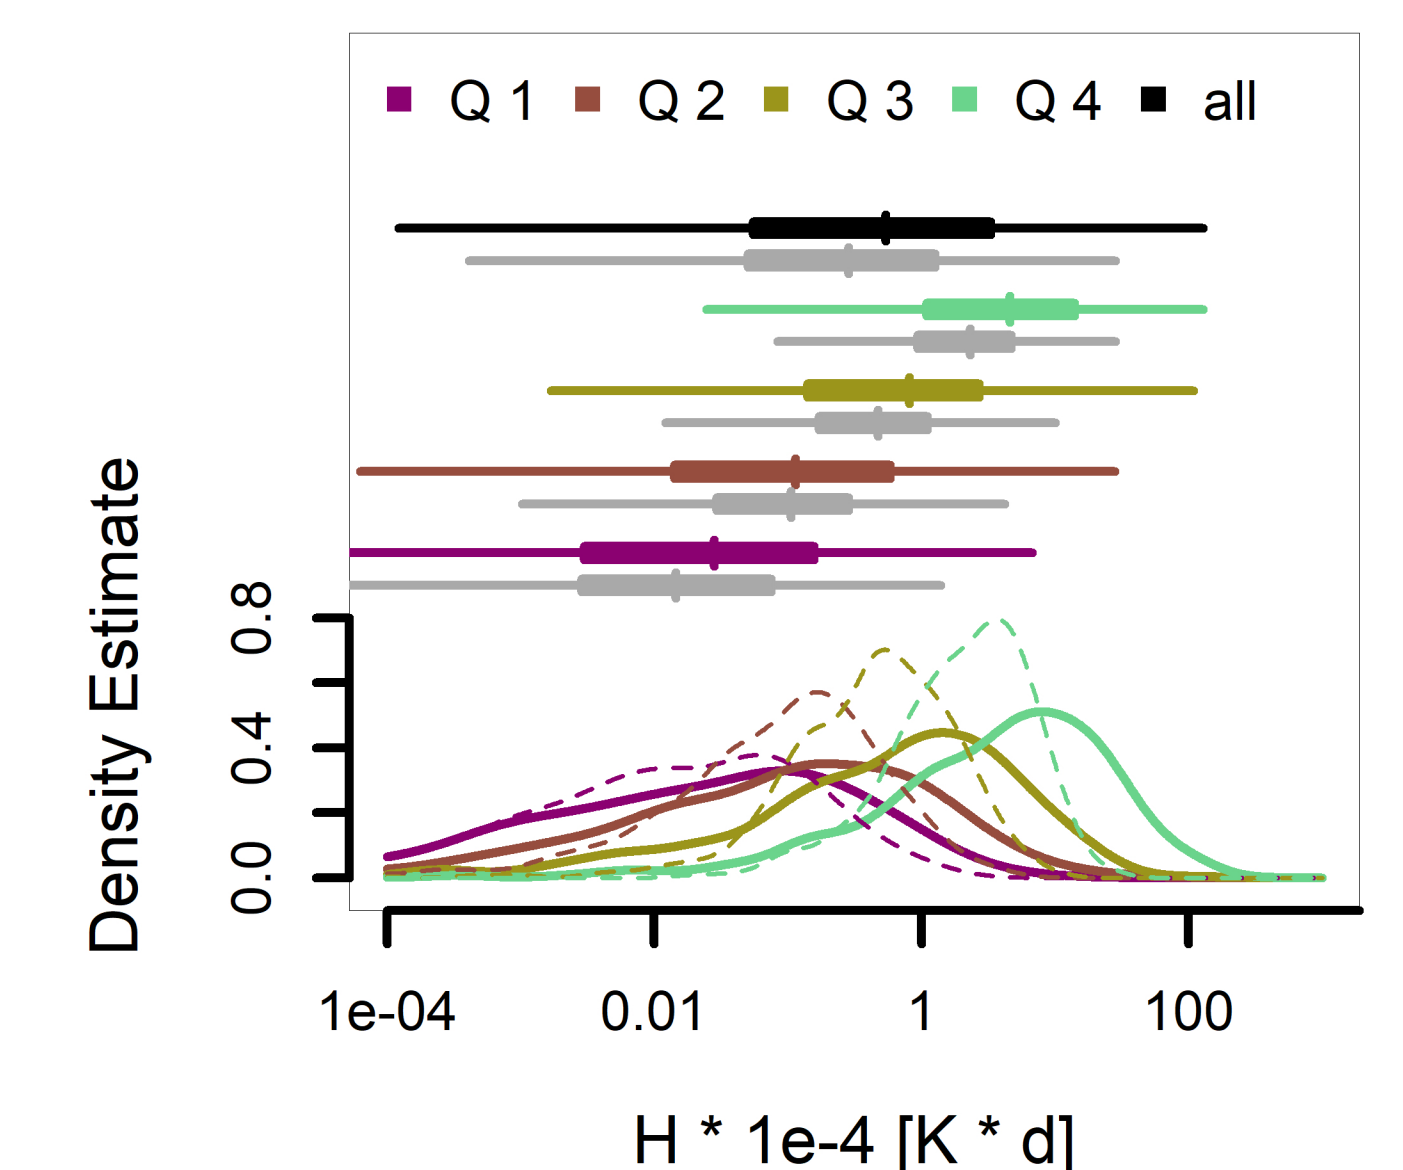 Q 1 Q 2 Q 3 Q 4 all
Density Estimate
0.8
0.4
0.0
1e-04 0.01 1 100
H * 1e-4 [K * d]